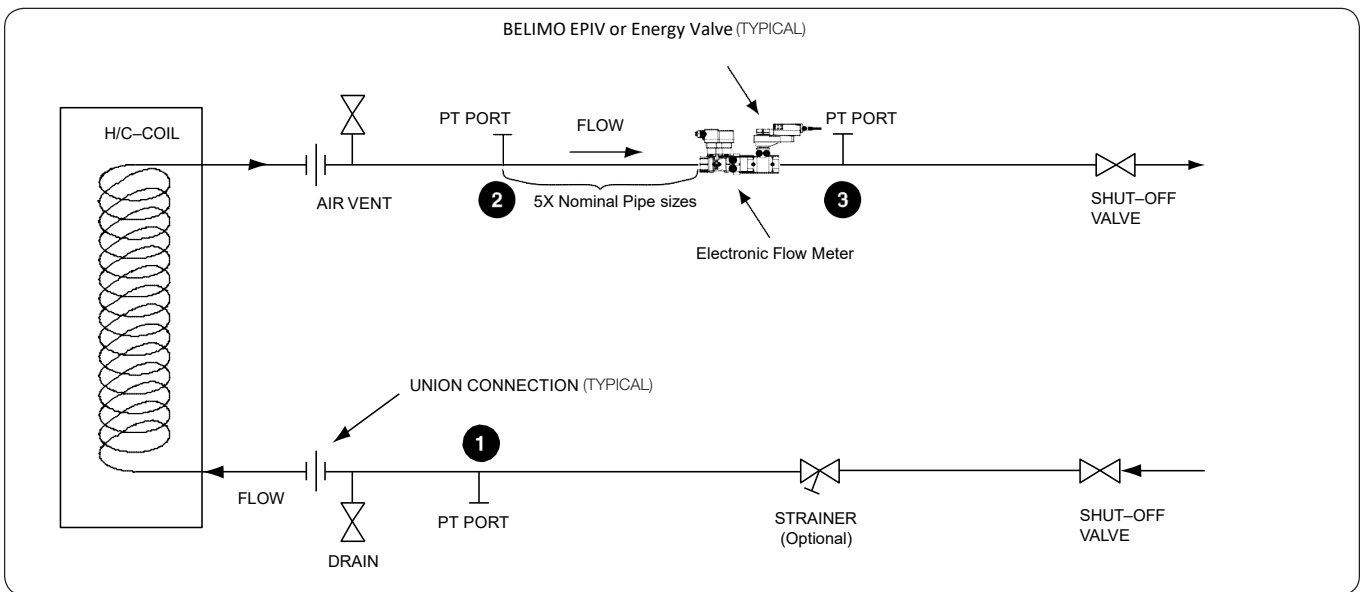 BELIMO EPIV or Energy Valve (TYPICAL)
H/C–COIL
PT PORT
FLOW
PT PORT
AIR VENT
2
5X Nominal Pipe sizes
3
SHUT–OFF
VALVE
Electronic Flow Meter
UNION CONNECTION (TYPICAL)
1
FLOW
PT PORT
STRAINER
(Optional)
SHUT–OFF
VALVE
DRAIN